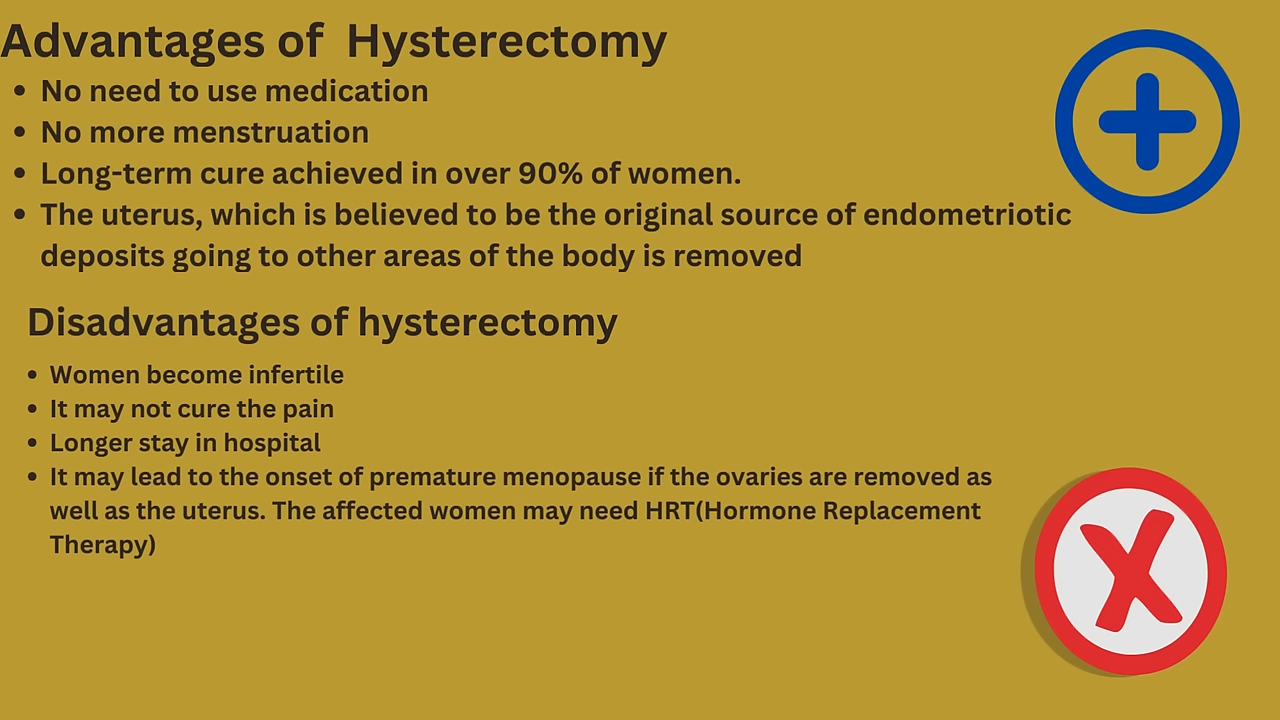 Advantages of  Hysterectomy
• No need to use medication
• No more menstruation
• Long-term cure achieved in over 90% of women.
• The uterus, which is believed to be the original source of endometriotic
deposits going to other areas of the body is removed
Disadvantages of hysterectomy
• Women become infertile
• It may not cure the pain
• Longer stay in hospital
• It may lead to the onset of premature menopause if the ovaries are removed as
well as the uterus. The affected women may need HRT(Hormone Replacement
Therapy)